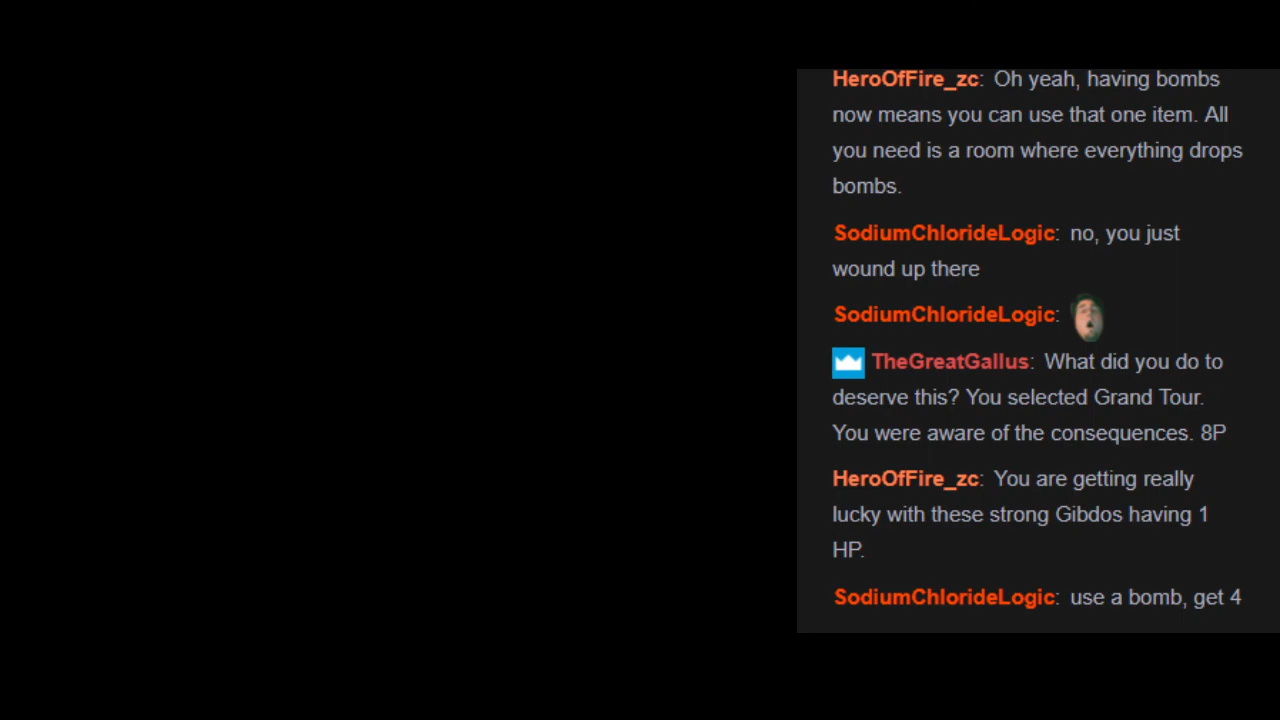 HeroOfFire_zc: Oh yeah, having bombs
now means you can use that one item. All
you need is a room where everything drops
bombs.
SodiumChlorideLogic: no, you just
wound up there
SodiumChlorideLogic:
TheGreatGallus: What did you do to
deserve this? You selected Grand Tour.
You were aware of the consequences. 8P
HeroOfFire_zc: You are getting really
lucky with these strong Gibdos having 1
HP.
SodiumChlorideLogic: use a bomb, get 4